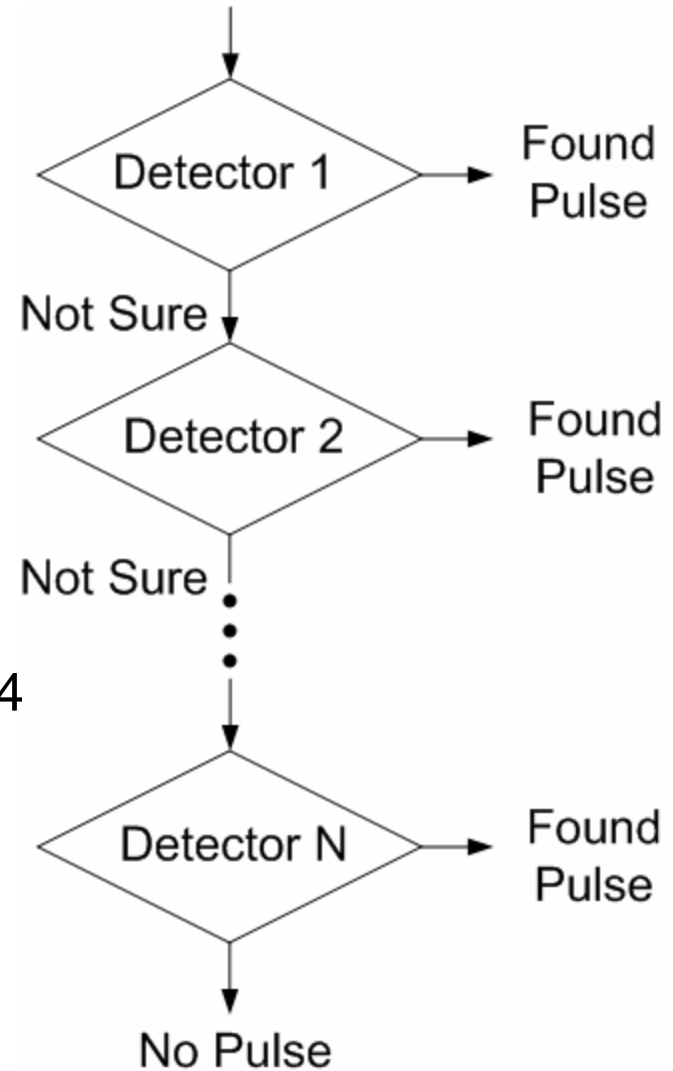 Detector 1
Found
Pulse
Not Sure
Detector 2
Found
Pulse
Not Sure
4
Detector N
Found
Pulse
No Pulse